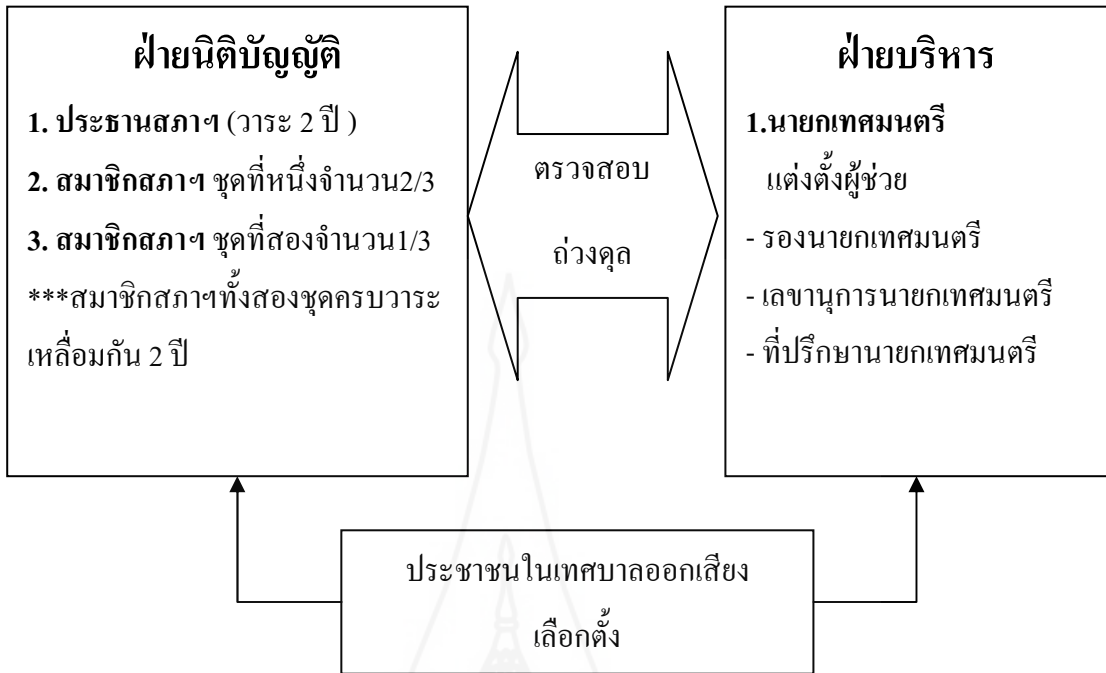 ฝ่ายนิติบัญญัติ
1. ประธานสภาฯ (วาระ 2 ปี )
2. สมาชิกสภาฯ ชุดที่หนึ่งจำนวน2/3
3. สมาชิกสภาฯ ชุดที่สองจำนวน1/3
***สมาชิกสภาฯทั้งสองชุดครบวาระ
เหลื่อมกัน 2 ปี
ตรวจสอบ
ถ่วงดุล
ฝ่ายบริหาร
1.นายกเทศมนตรี
แต่งตั้งผู้ช่วย
- รองนายกเทศมนตรี
- เลขานุการนายกเทศมนตรี
- ที่ปรึกษานายกเทศมนตรี
ประชาชนในเทศบาลออกเสียง
เลือกตั้ง